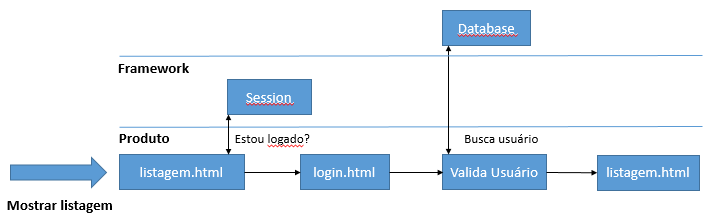 Database
Framework
Session
Produto
Estou logado?
Busca usuário
listagem.html
login.html
Valida Usuário
listagem.html
Mostrar listagem